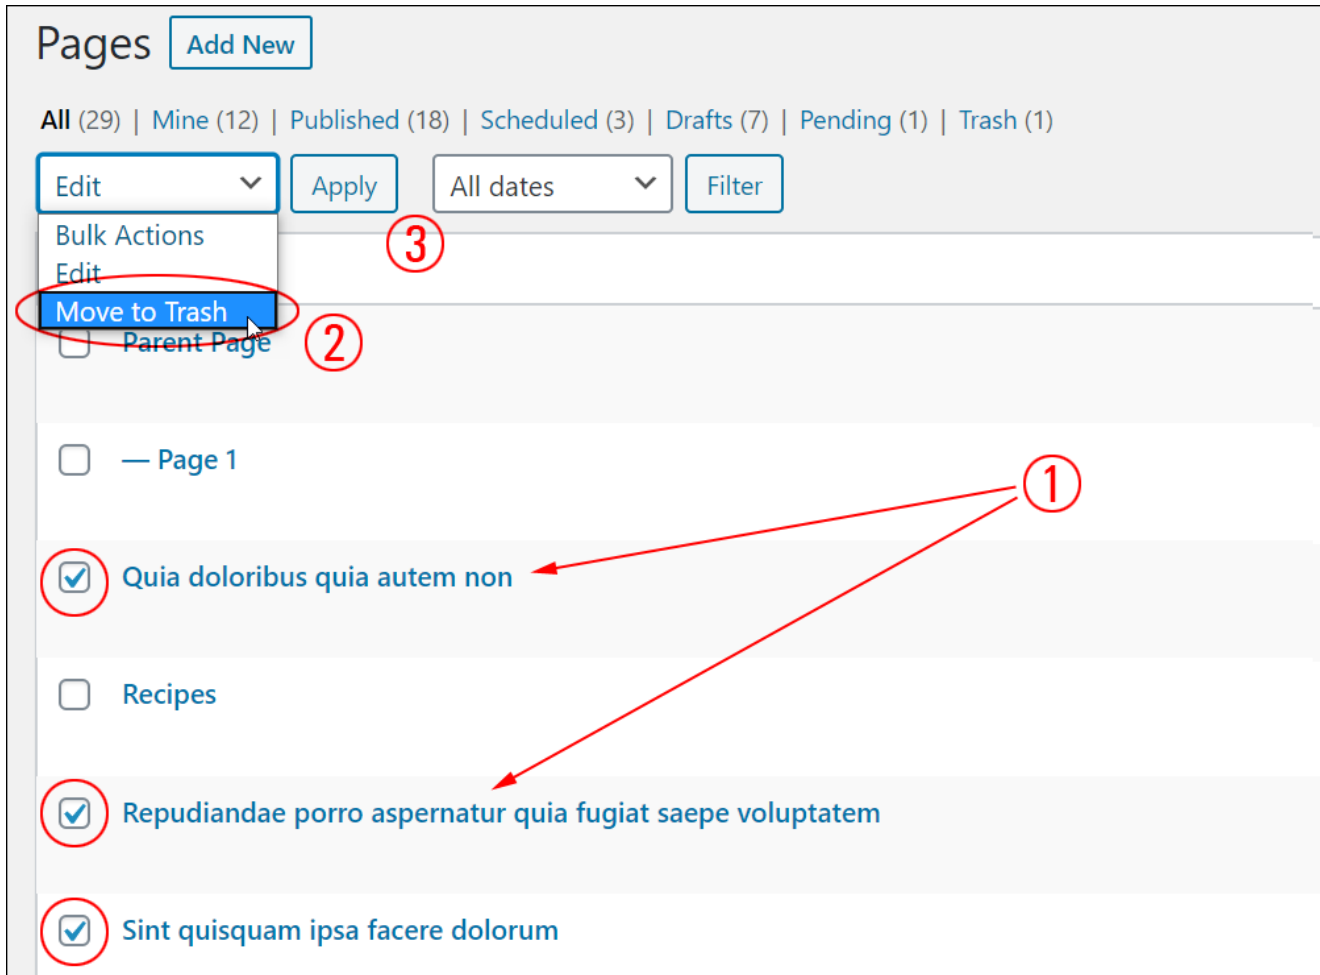 Pages Add New
All (29) | Mine (12) | Published (18) | Scheduled (3) | Drafts (7) | Pending (1) | Trash (1)
Edit Apply All dates Filter
Bulk Actions
3
Edit
Move to Trash
2
Parent Page
— Page 1
1
Quia doloribus quia autem non
Recipes
Repudiandae porro aspernatur quia fugiat saepe voluptatem
Sint quisquam ipsa facere dolorum